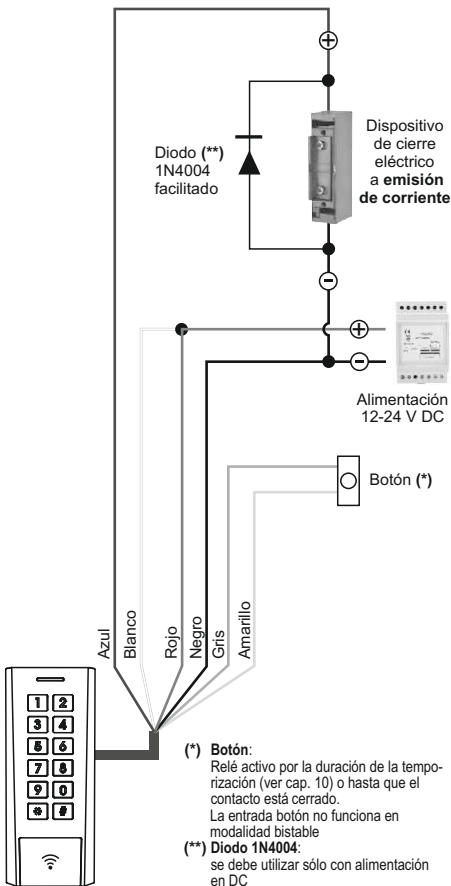 +
Diodo (**)
1N4004
facilitado
Dispositivo
de cierre
eléctrico
a emisión
de corriente
-
+
-
Alimentación
12-24 V DC
Botón (*)
Azul
Blanco
Rojo
Negro
Gris
Amarillo
1 2
3 4
5 6
7 8
9 0
* #
(*) Botón:
Relé activo por la duración de la tempo-
rización (ver cap. 10) o hasta que el
contacto está cerrado.
La entrada botón no funciona en
modalidad bistable
(**) Diodo 1N4004:
se debe utilizar sólo con alimentación
en DC